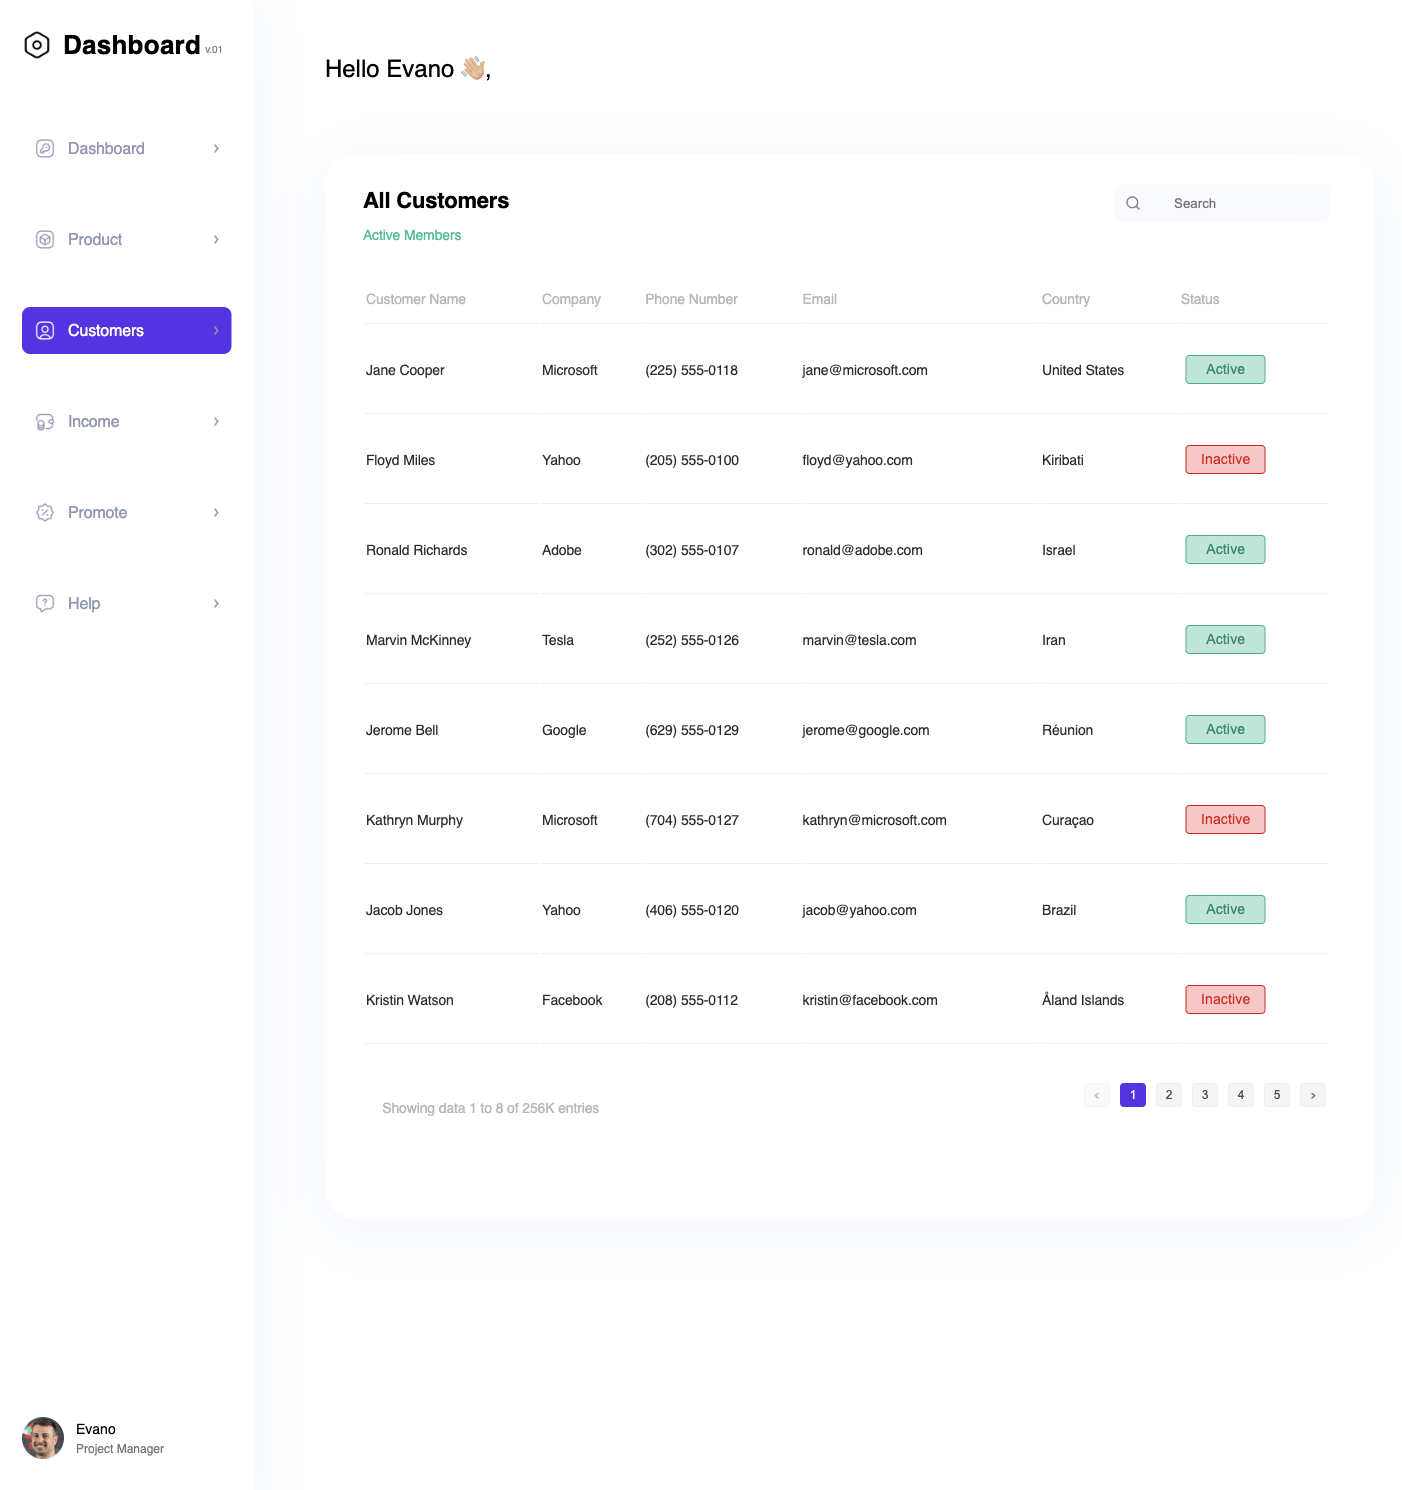 Dashboard v.01
Dashboard
Product
Customers
Income
Promote
Help
Evano
Project Manager
Hello Evano 👋🏼,
All Customers
Search
Active Members
Customer Name Company Phone Number Email Country Status
Jane Cooper Microsoft (225) 555-0118 jane@microsoft.com United States Active
Floyd Miles Yahoo (205) 555-0100 floyd@yahoo.com Kiribati Inactive
Ronald Richards Adobe (302) 555-0107 ronald@adobe.com Israel Active
Marvin McKinney Tesla (252) 555-0126 marvin@tesla.com Iran Active
Jerome Bell Google (629) 555-0129 jerome@google.com Réunion Active
Kathryn Murphy Microsoft (704) 555-0127 kathryn@microsoft.com Curaçao Inactive
Jacob Jones Yahoo (406) 555-0120 jacob@yahoo.com Brazil Active
Kristin Watson Facebook (208) 555-0112 kristin@facebook.com Åland Islands Inactive
Showing data 1 to 8 of 256K entries
‹ 1 2 3 4 5 ›